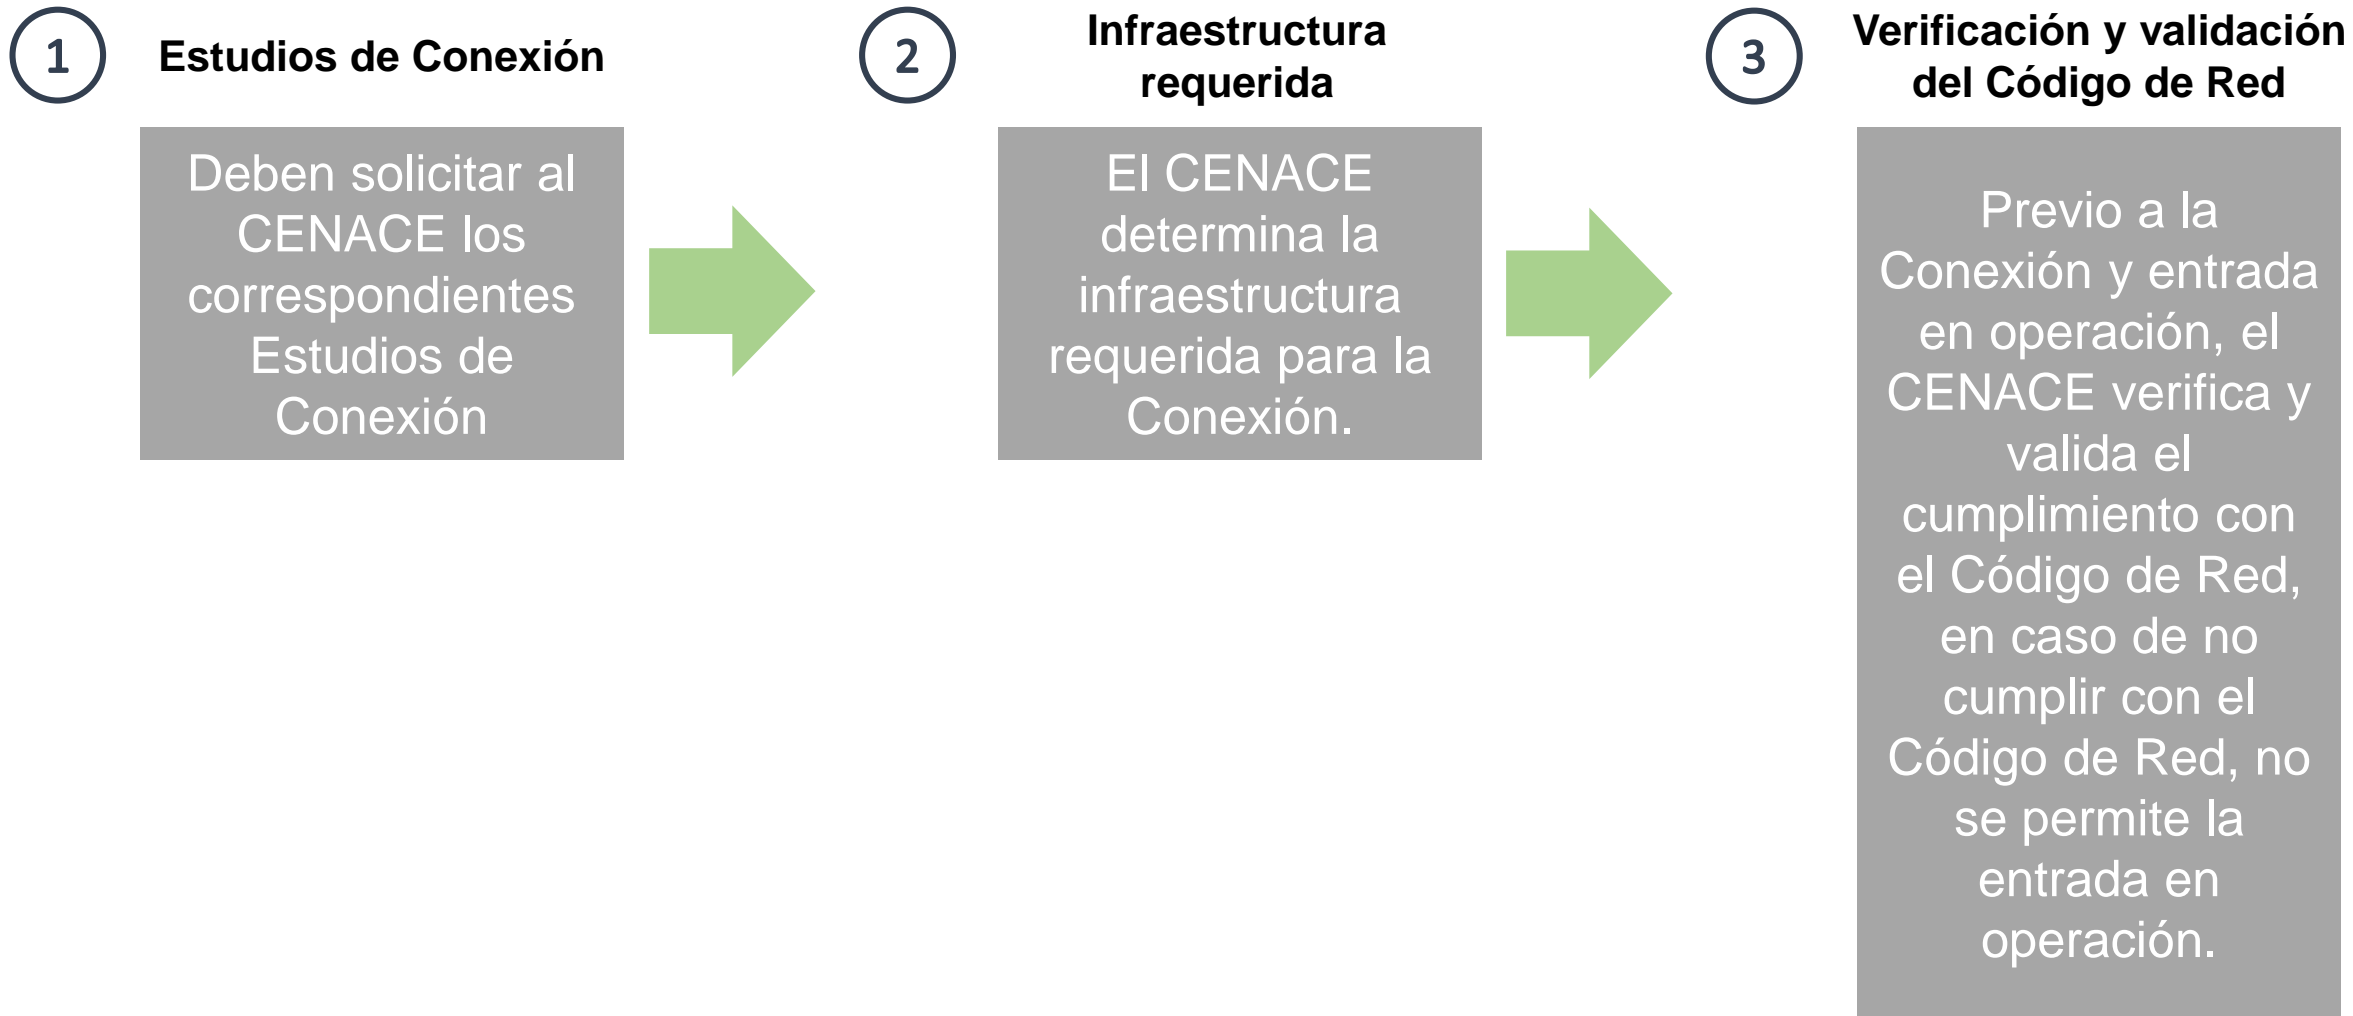 1
Estudios de Conexión
Deben solicitar al
CENACE los
correspondientes
Estudios de
Conexión
2
Infraestructura
requerida
El CENACE
determina la
infraestructura
requerida para la
Conexión.
3
Verificación y validación
del Código de Red
Previo a la
Conexión y entrada
en operación, el
CENACE verifica y
valida el
cumplimiento con
el Código de Red,
en caso de no
cumplir con el
Código de Red, no
se permite la
entrada en
operación.